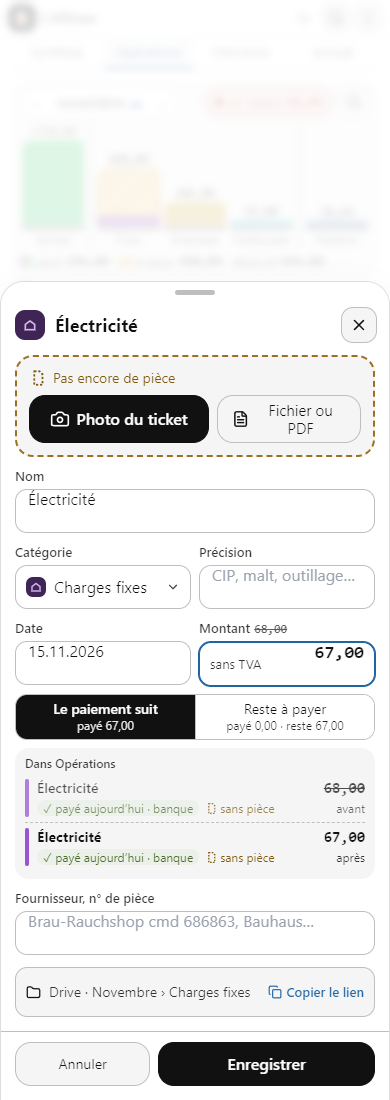 Électricité
Pas encore de pièce
Photo du ticket
Fichier ou
PDF
Nom
Électricité
Catégorie
Précision
Charges fixes
CIP, malt, outillage...
Date
Montant 68,00
15.11.2026
sans TVA
67,00
Le paiement suit
payé 67,00
Reste à payer
payé 0,00 · reste 67,00
Dans Opérations
Électricité
68,00
✓ payé aujourd’hui · banque
sans pièce
avant
Électricité
67,00
✓ payé aujourd’hui · banque
sans pièce
après
Fournisseur, n° de pièce
Brau-Rauchshop cmd 686863, Bauhaus...
Drive · Novembre › Charges fixes
Copier le lien
Annuler
Enregistrer